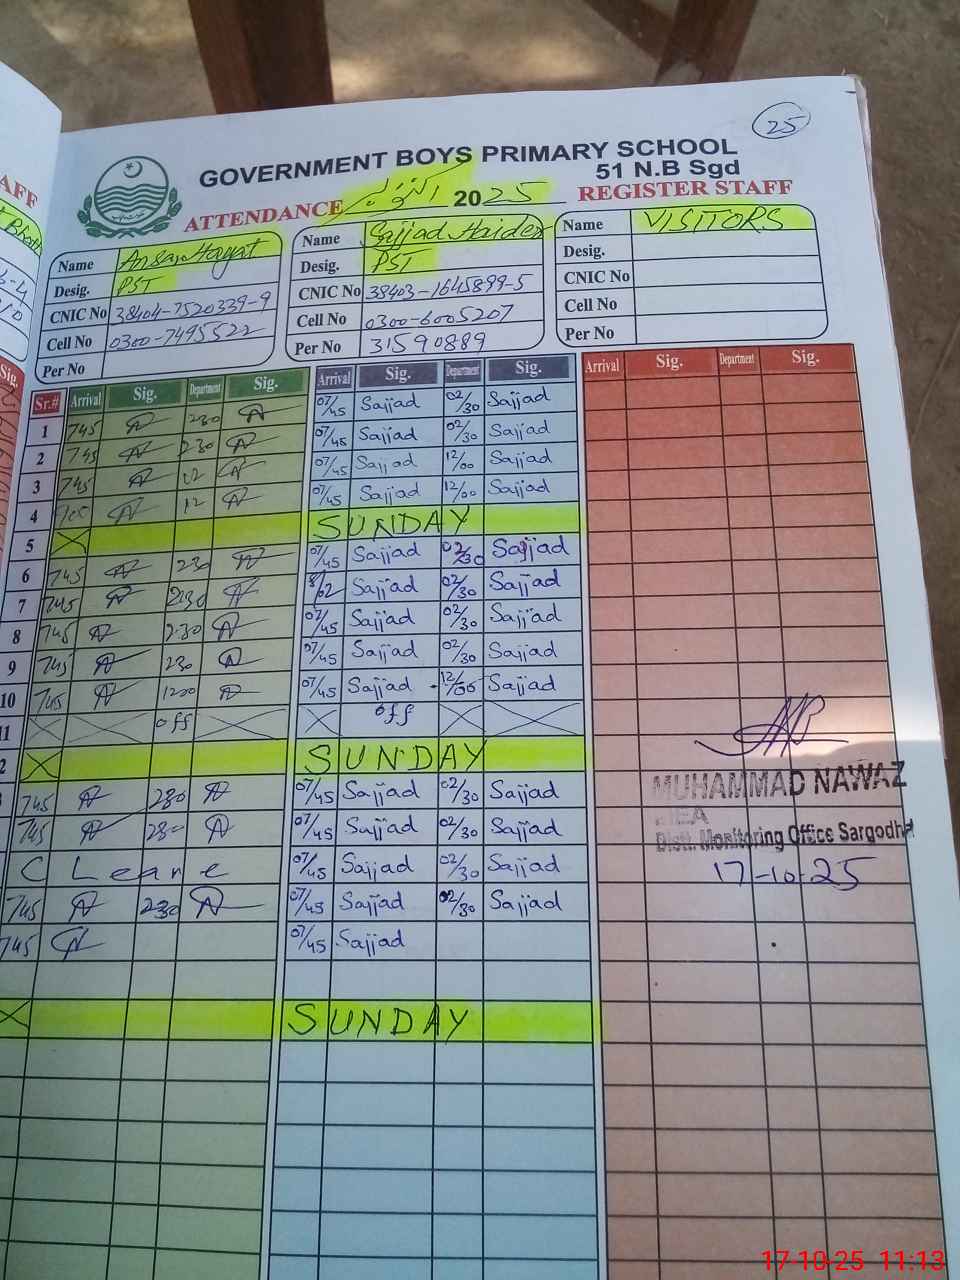 25
GOVERNMENT BOYS PRIMARY SCHOOL
51 N.B Sgd
ATTENDANCE اکتوبر 2025 REGISTER STAFF
AFF
Name Ansar Hayat
Desig. PST
CNIC No 38404-7520339-9
Cell No 0300-7495522
Per No
Name Sajjad Haider
Desig. PST
CNIC No 38403-1645899-5
Cell No 0300-6005207
Per No 31590889
Name VISITORS
Desig.
CNIC No
Cell No
Per No
Sig.
Sr.# Arrival Sig. Department Sig. Arrival Sig. Department Sig. Arrival Sig. Department Sig.
1 745 230 07/45 Sajjad 02/30 Sajjad
2 745 230 07/45 Sajjad 02/30 Sajjad
3 745 12 07/45 Sajjad 12/00 Sajjad
4 12 07/45 Sajjad 12/00 Sajjad
5 SUNDAY
6 745 230 07/45 Sajjad 02/30 Sajjad
7 745 230 8/02 Sajjad 02/30 Sajjad
8 745 230 07/45 Sajjad 02/30 Sajjad
9 745 230 07/45 Sajjad 02/30 Sajjad
10 745 1200 07/45 Sajjad 12/00 Sajjad
11 off off
2 SUNDAY
745 230 07/45 Sajjad 02/30 Sajjad
745 230 07/45 Sajjad 02/30 Sajjad
C Leave 07/45 Sajjad 02/30 Sajjad
745 230 07/45 Sajjad 02/30 Sajjad
745 07/45 Sajjad
SUNDAY
MUHAMMAD NAWAZ
MEA
Distt. Monitoring Office Sargodha
17-10-25
17-10-25 11:13